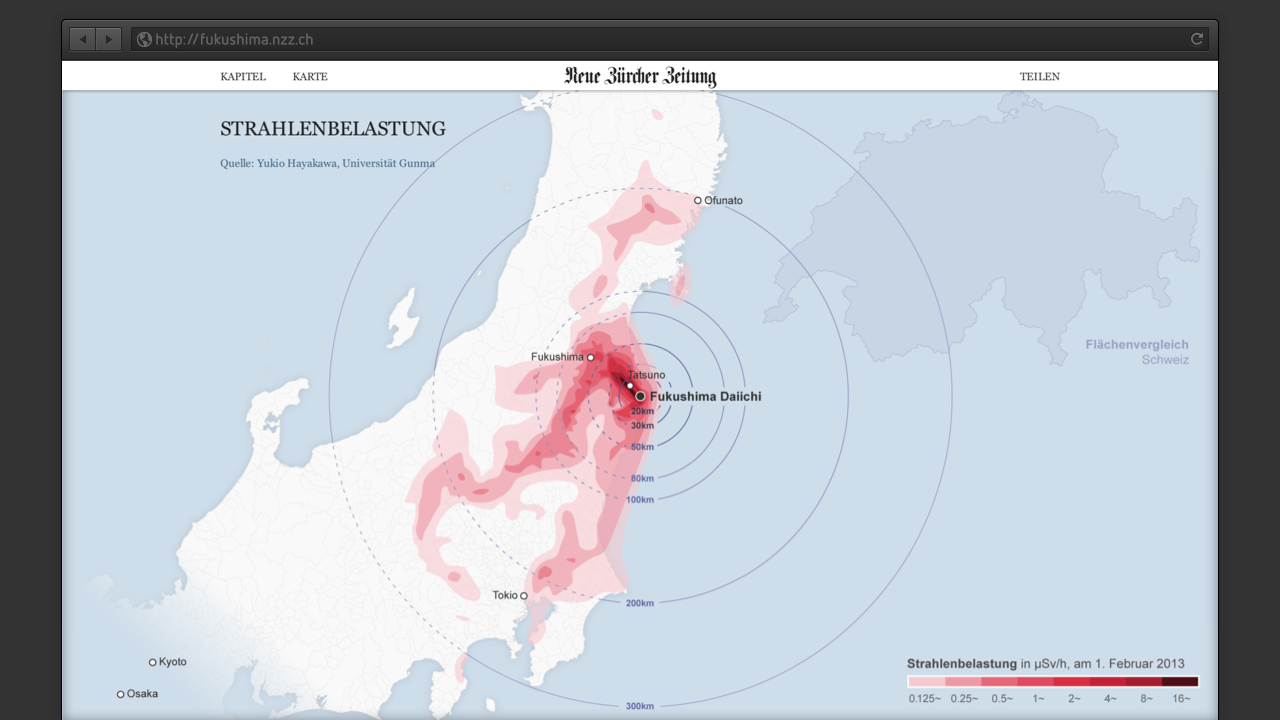 http://fukushima.nzz.ch
KAPITEL KARTE Neue Zürcher Zeitung TEILEN
STRAHLENBELASTUNG
Quelle: Yukio Hayakawa, Universität Gunma
Ofunato
Flächenvergleich
Schweiz
Fukushima
Tatsuno
Fukushima Daiichi
20km
30km
50km
80km
100km
Tokio
200km
Kyoto
Osaka
300km
Strahlenbelastung in µSv/h, am 1. Februar 2013
0.125~ 0.25~ 0.5~ 1~ 2~ 4~ 8~ 16~